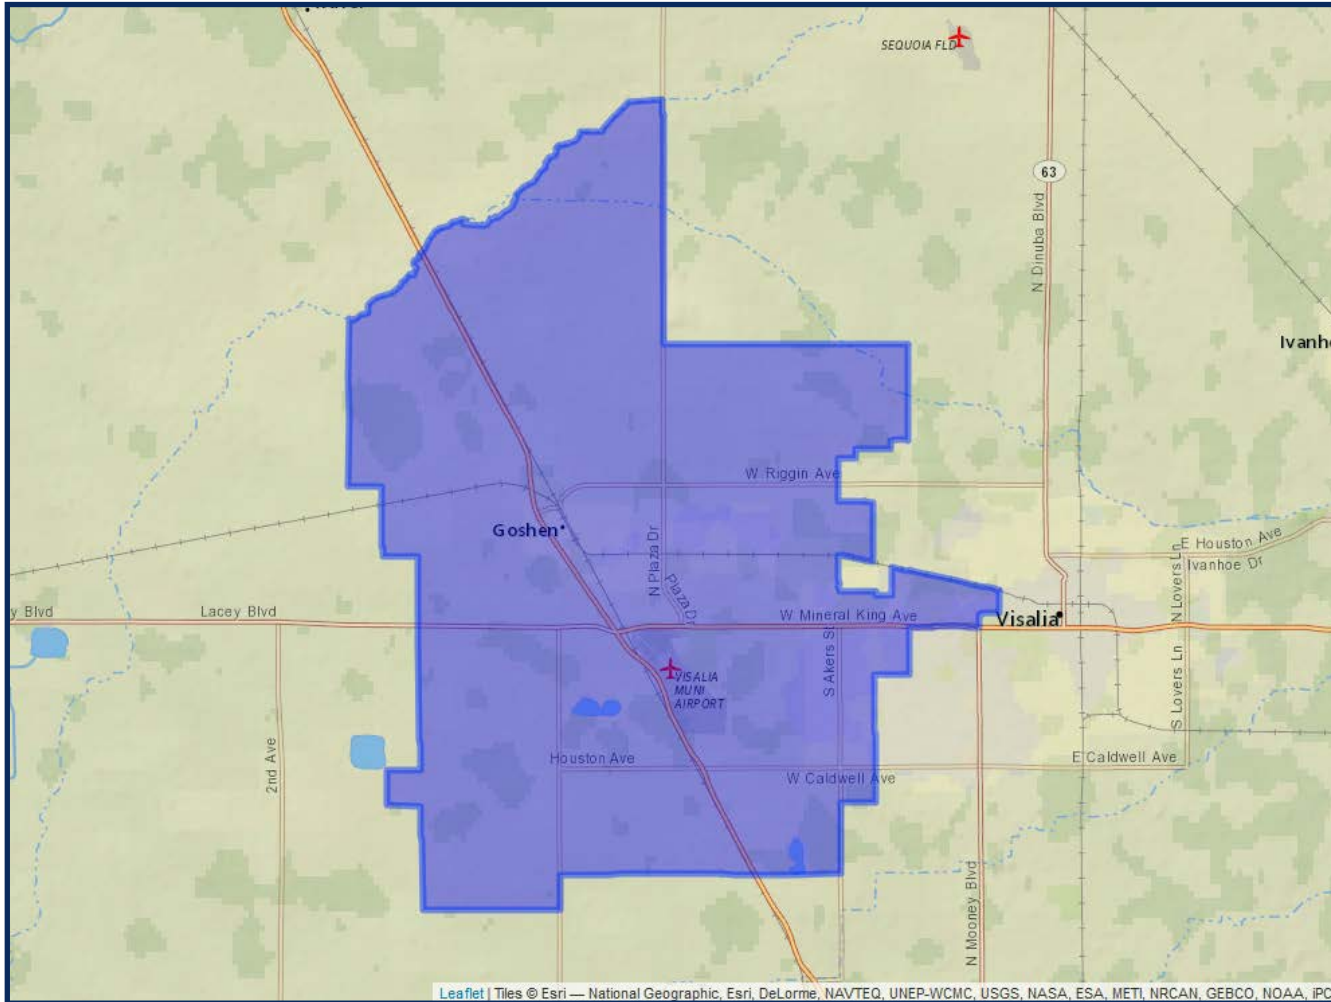 SEQUOIA FLD
63
N Dinuba Blvd
W Riggin Ave
Goshen
N Plaza Dr
Plaza Dr
E Houston Ave
Ivanhoe Dr
N Lovers Ln
Lacey Blvd
W Mineral King Ave
Visalia
S Akers St
VISALIA
MUNI
AIRPORT
S Lovers Ln
2nd Ave
Houston Ave
W Caldwell Ave
E Caldwell Ave
N Mooney Blvd
Leaflet | Tiles © Esri — National Geographic, Esri, DeLorme, NAVTEQ, UNEP-WCMC, USGS, NASA, ESA, METI, NRCAN, GEBCO, NOAA, iPC